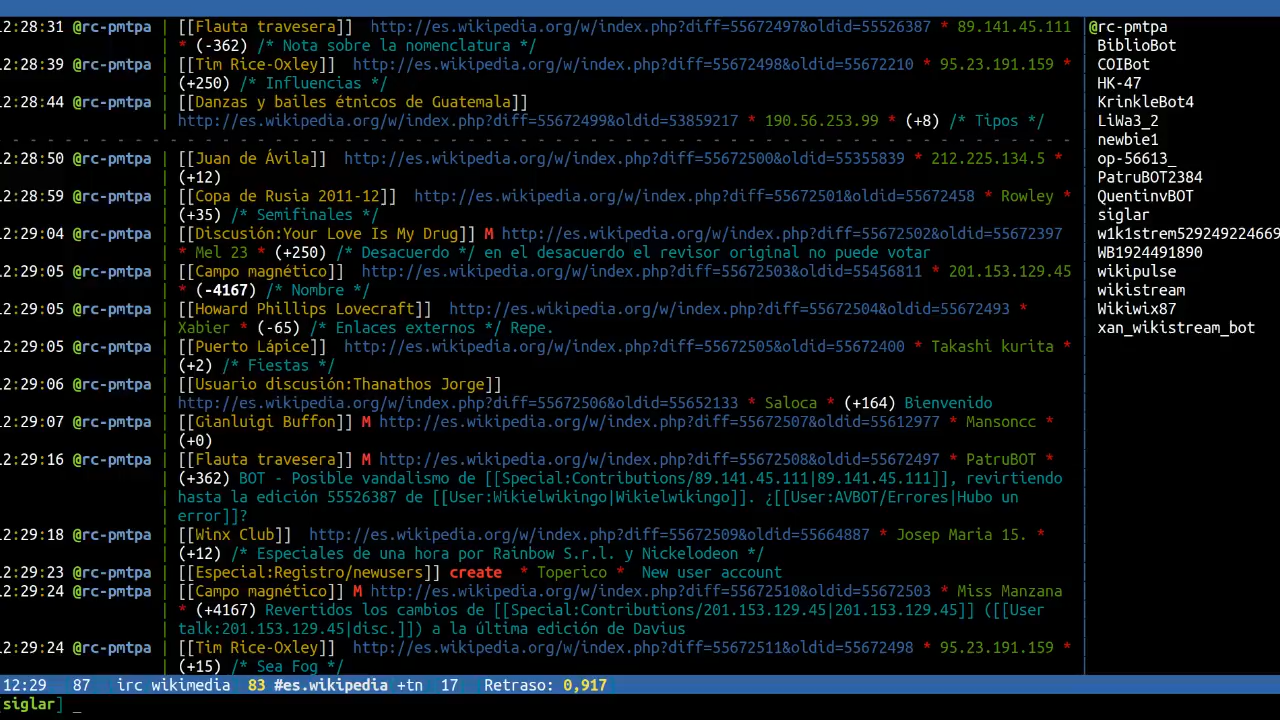 12:28:31 @rc-pmtpa | [[Flauta travesera]] http://es.wikipedia.org/w/index.php?diff=55672497&oldid=55526387 * 89.141.45.111
| * (-362) /* Nota sobre la nomenclatura */
12:28:39 @rc-pmtpa | [[Tim Rice-Oxley]] http://es.wikipedia.org/w/index.php?diff=55672498&oldid=55672210 * 95.23.191.159 *
| (+250) /* Influencias */
12:28:44 @rc-pmtpa | [[Danzas y bailes étnicos de Guatemala]]
| http://es.wikipedia.org/w/index.php?diff=55672499&oldid=53859217 * 190.56.253.99 * (+8) /* Tipos */
12:28:50 @rc-pmtpa | [[Juan de Ávila]] http://es.wikipedia.org/w/index.php?diff=55672500&oldid=55355839 * 212.225.134.5 *
| (+12)
12:28:59 @rc-pmtpa | [[Copa de Rusia 2011-12]] http://es.wikipedia.org/w/index.php?diff=55672501&oldid=55672458 * Rowley *
| (+35) /* Semifinales */
12:29:04 @rc-pmtpa | [[Discusión:Your Love Is My Drug]] M http://es.wikipedia.org/w/index.php?diff=55672502&oldid=55672397
| * Mel 23 * (+250) /* Desacuerdo */ en el desacuerdo el revisor original no puede votar
12:29:05 @rc-pmtpa | [[Campo magnético]] http://es.wikipedia.org/w/index.php?diff=55672503&oldid=55456811 * 201.153.129.45
| * (-4167) /* Nombre */
12:29:05 @rc-pmtpa | [[Howard Phillips Lovecraft]] http://es.wikipedia.org/w/index.php?diff=55672504&oldid=55672493 *
| Xabier * (-65) /* Enlaces externos */ Repe.
12:29:05 @rc-pmtpa | [[Puerto Lápice]] http://es.wikipedia.org/w/index.php?diff=55672505&oldid=55672400 * Takashi kurita *
| (+2) /* Fiestas */
12:29:06 @rc-pmtpa | [[Usuario discusión:Thanathos Jorge]]
| http://es.wikipedia.org/w/index.php?diff=55672506&oldid=55652133 * Saloca * (+164) Bienvenido
12:29:07 @rc-pmtpa | [[Gianluigi Buffon]] M http://es.wikipedia.org/w/index.php?diff=55672507&oldid=55612977 * Mansoncc *
| (+0)
12:29:16 @rc-pmtpa | [[Flauta travesera]] M http://es.wikipedia.org/w/index.php?diff=55672508&oldid=55672497 * PatruBOT *
| (+362) BOT - Posible vandalismo de [[Special:Contributions/89.141.45.111|89.141.45.111]], revirtiendo
| hasta la edición 55526387 de [[User:Wikielwikingo|Wikielwikingo]]. ¿[[User:AVBOT/Errores|Hubo un
| error]]?
12:29:18 @rc-pmtpa | [[Winx Club]] http://es.wikipedia.org/w/index.php?diff=55672509&oldid=55664887 * Josep Maria 15. *
| (+12) /* Especiales de una hora por Rainbow S.r.l. y Nickelodeon */
12:29:23 @rc-pmtpa | [[Especial:Registro/newusers]] create * Toperico * New user account
12:29:24 @rc-pmtpa | [[Campo magnético]] M http://es.wikipedia.org/w/index.php?diff=55672510&oldid=55672503 * Miss Manzana
| * (+4167) Revertidos los cambios de [[Special:Contributions/201.153.129.45|201.153.129.45]] ([[User
| talk:201.153.129.45|disc.]]) a la última edición de Davius
12:29:24 @rc-pmtpa | [[Tim Rice-Oxley]] http://es.wikipedia.org/w/index.php?diff=55672511&oldid=55672498 * 95.23.191.159 *
| (+15) /* Sea Fog */
@rc-pmtpa
BiblioBot
COIBot
HK-47
KrinkleBot4
LiWa3_2
newbie1
op-56613_
PatruBOT2384
QuentinvBOT
siglar
w1k1strem529249224669
WB1924491890
wikipulse
wikistream
Wikiwix87
xan_wikistream_bot
12:29 87 irc wikimedia 83 #es.wikipedia +tn 17 Retraso: 0,917
[siglar] _